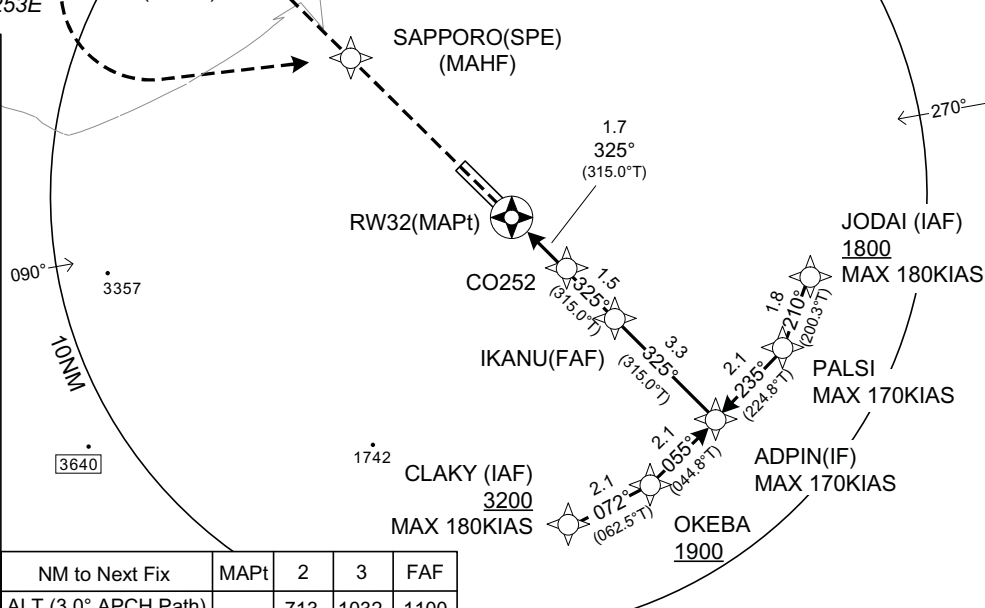 253E
SAPPORO(SPE)
(MAHF)
270°
1.7
325°
(315.0°T)
RW32(MAPt)
JODAI (IAF)
1800
MAX 180KIAS
090°
3357
CO252
1.5
325°
(315.0°T)
1.8
210°
(200.3°T)
10NM
IKANU(FAF)
3.3
325°
(315.0°T)
2.1
235°
(224.8°T)
PALSI
MAX 170KIAS
3640
1742
2.1
055°
(044.8°T)
ADPIN(IF)
MAX 170KIAS
CLAKY (IAF)
3200
MAX 180KIAS
2.1
072°
(062.5°T)
OKEBA
1900
NM to Next Fix MAPt 2 3 FAF
ALT (3.0° APCH Path) 713 1032 1100